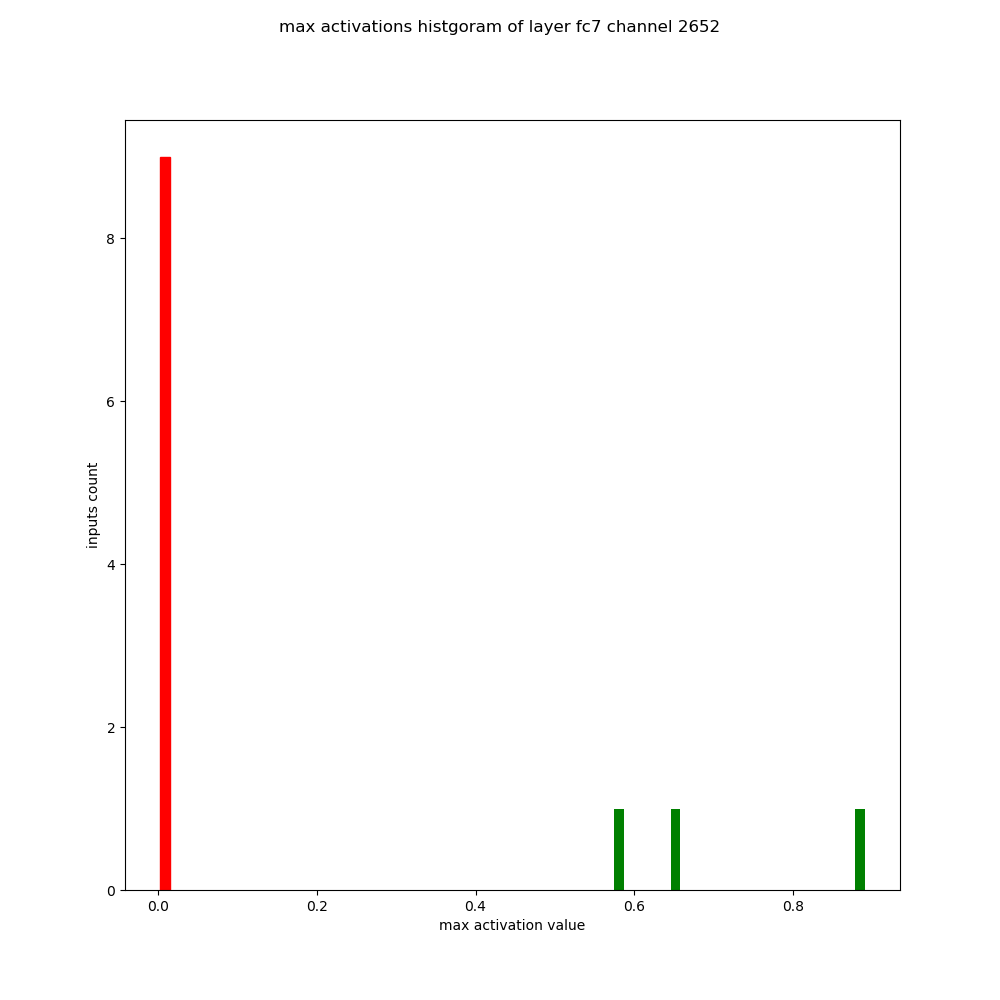 max activations histgoram of layer fc7 channel 2652
8
6
4
2
0
inputs count
0.0 0.2 0.4 0.6 0.8
max activation value